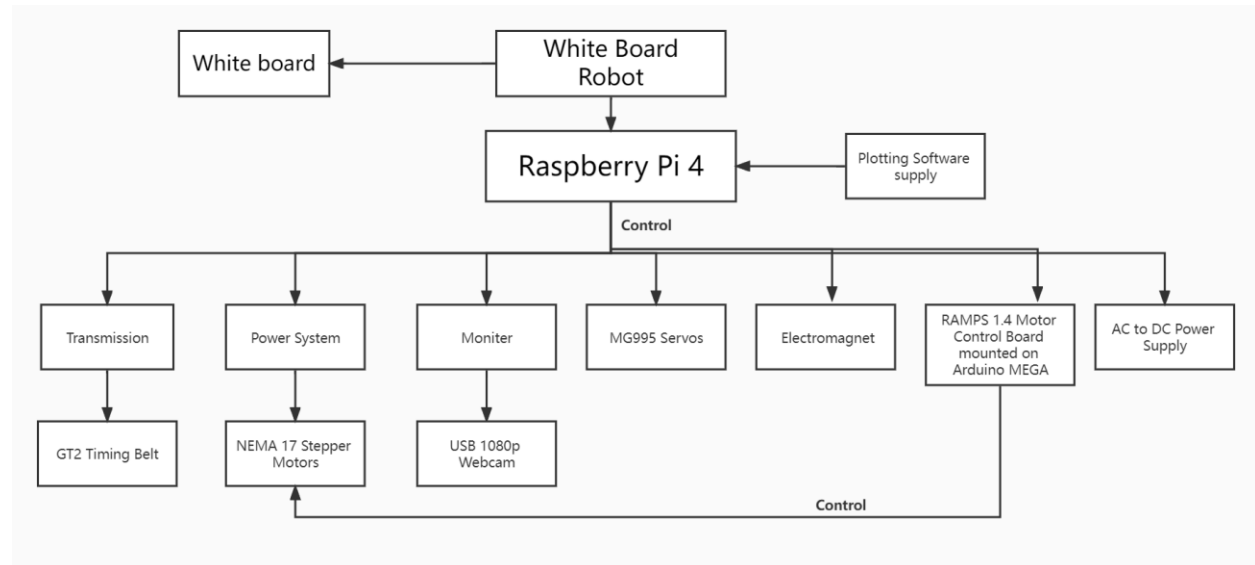 White board
White Board
Robot
Raspberry Pi 4
Plotting Software
supply
Control
Transmission
Power System
Moniter
MG995 Servos
Electromagnet
RAMPS 1.4 Motor
Control Board
mounted on
Arduino MEGA
AC to DC Power
Supply
GT2 Timing Belt
NEMA 17 Stepper
Motors
USB 1080p
Webcam
Control